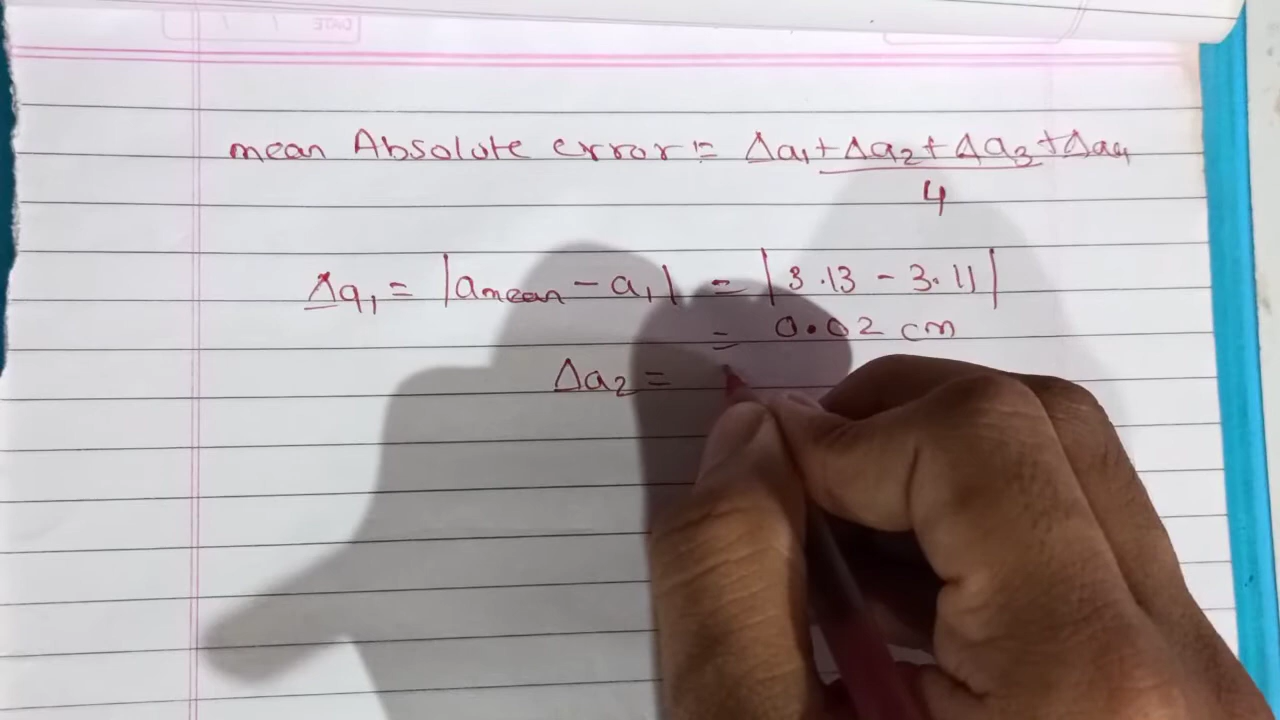 mean Absolute error = Δa₁ + Δa₂ + Δa₃ + Δa₄
4
Δa₁ = |amean - a₁| = |3.13 - 3.11|
= 0.02 cm
Δa₂ =